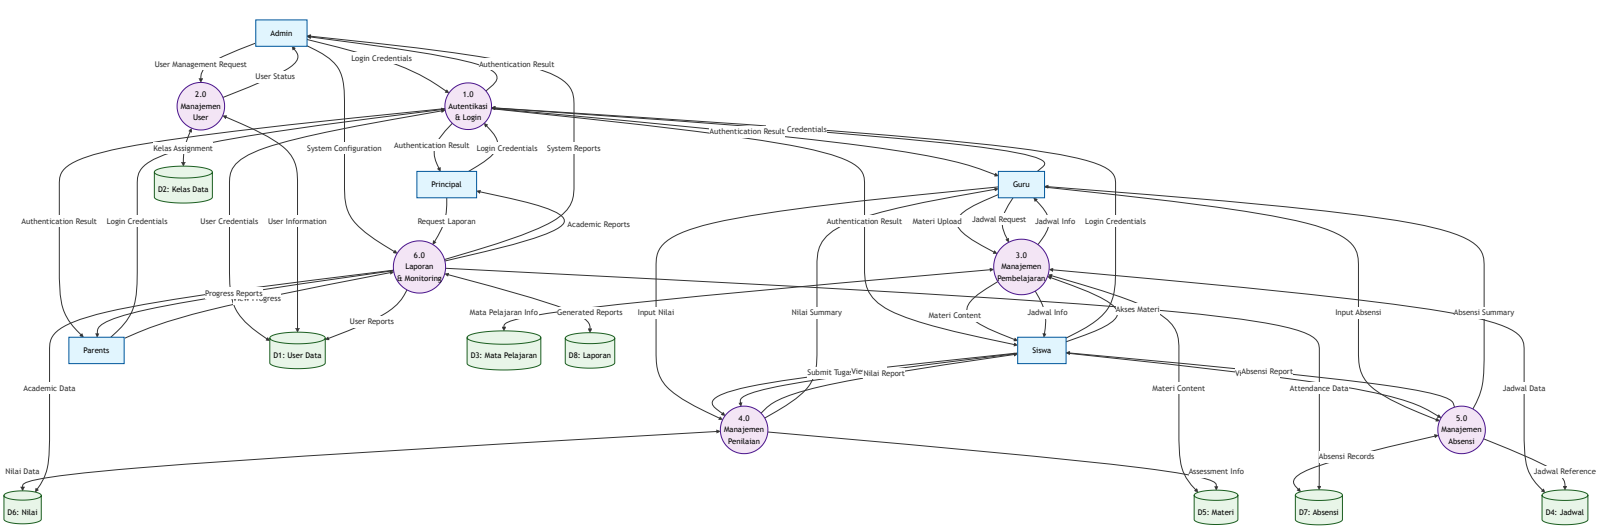 Admin
Login Credentials
User Management Request
Authentication Result
User Status
2.0
Manajemen
User
1.0
Autentikasi
& Login
Authentication Result
Credentials
Authentication Result
Login Credentials
Kelas Assignment
System Configuration
System Reports
D2: Kelas Data
Principal
Guru
Authentication Result
Login Credentials
User Credentials
User Information
Request Laporan
Academic Reports
Authentication Result
Materi Upload
Jadwal Request
Jadwal Info
Login Credentials
6.0
Laporan
& Monitoring
3.0
Manajemen
Pembelajaran
Progress Reports
Progress
User Reports
Mata Pelajaran Info
Generated Reports
Input Nilai
Nilai Summary
Materi Content
Jadwal Info
Akses Materi
Input Absensi
Absensi Summary
Parents
D1: User Data
D3: Mata Pelajaran
D8: Laporan
Siswa
Academic Data
Submit Tugas
Nilai Report
Materi Content
Absensi Report
Attendance Data
Jadwal Data
4.0
Manajemen
Penilaian
5.0
Manajemen
Absensi
Nilai Data
Assessment Info
Absensi Records
Jadwal Reference
D6: Nilai
D5: Materi
D7: Absensi
D4: Jadwal